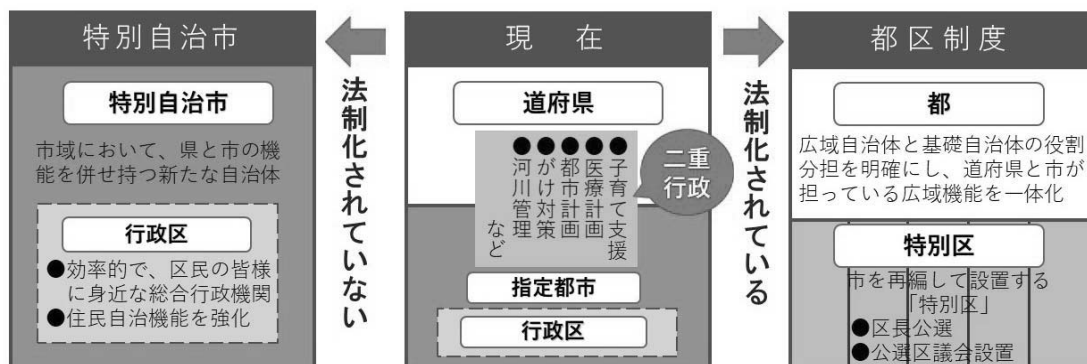 特別自治市
特別自治市
市域において、県と市の機
能を併せ持つ新たな自治体
行政区
●効率的で、区民の皆様
に身近な総合行政機関
●住民自治機能を強化
法制化されていない
現 在
道府県
●子育て支援
●医療計画
●都市計画
●がけ対策
●河川管理
など
二重
行政
指定都市
行政区
法制化されている
都区制度
都
広域自治体と基礎自治体の役割
分担を明確にし、道府県と市が
担っている広域機能を一体化
特別区
市を再編して設置する
「特別区」
●区長公選
●公選区議会設置